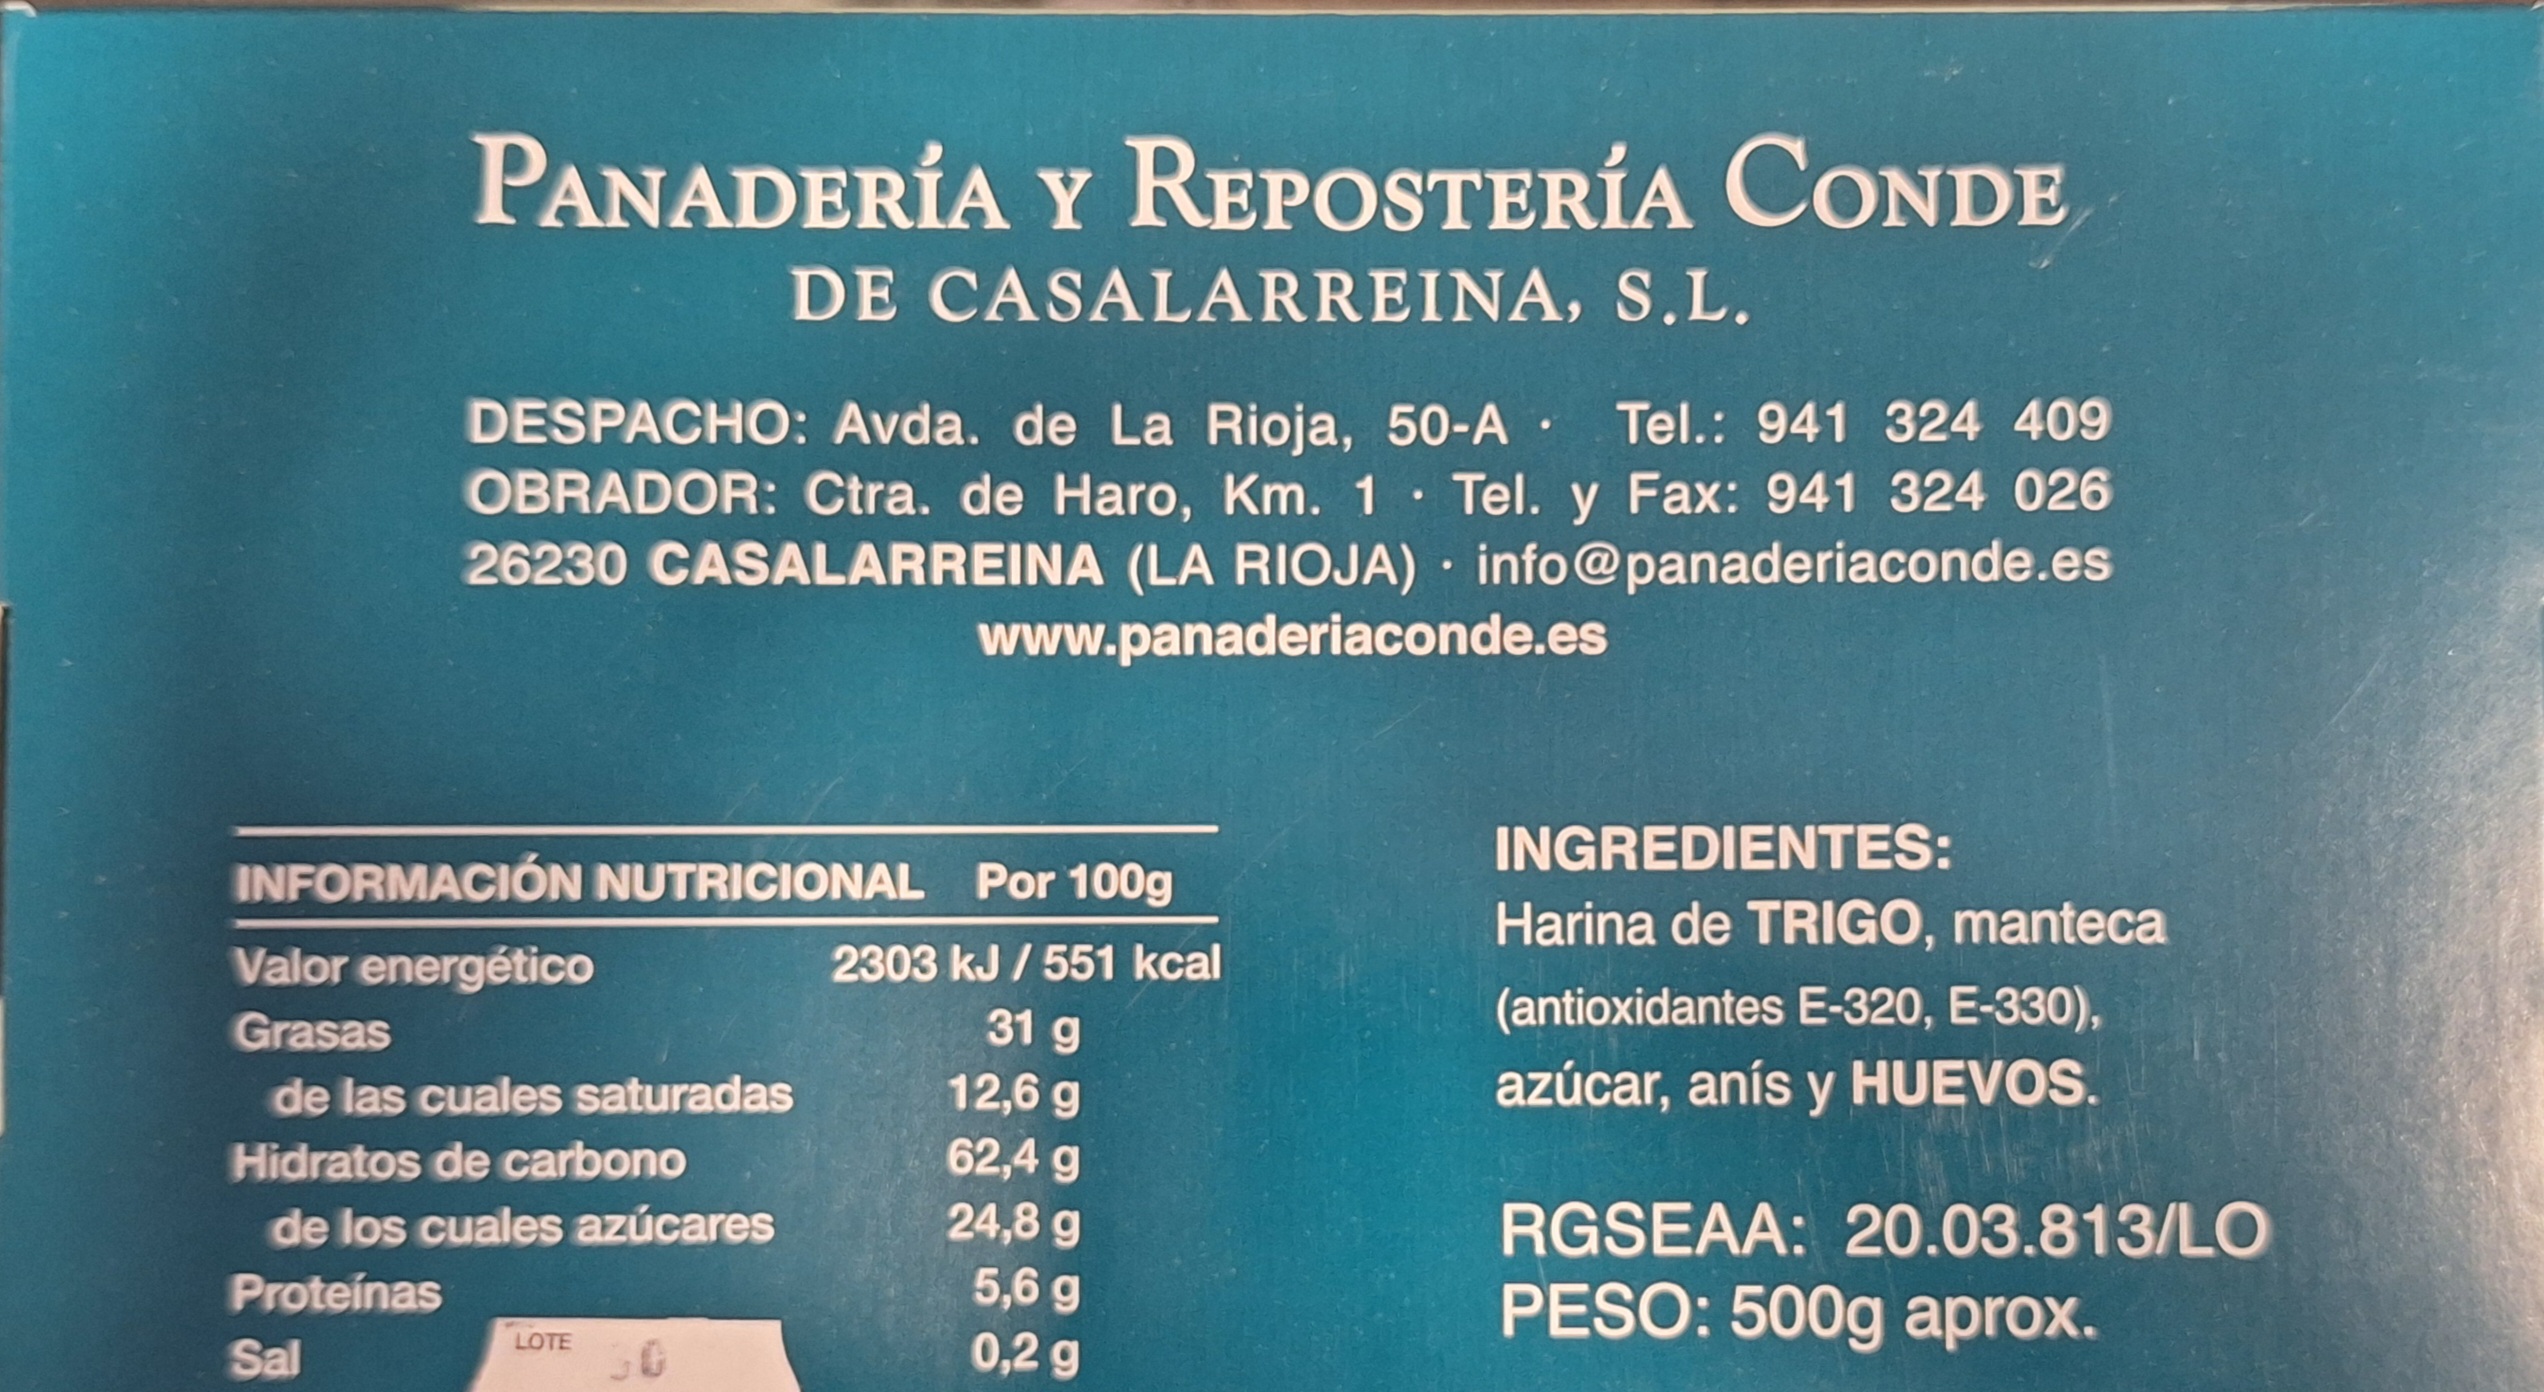 PANADERÍA Y REPOSTERÍA CONDE
DE CASALARREINA, S.L.
DESPACHO: Avda. de La Rioja, 50-A · Tel.: 941 324 409
OBRADOR: Ctra. de Haro, Km. 1 · Tel. y Fax: 941 324 026
26230 CASALARREINA (LA RIOJA) · info@panaderiaconde.es
www.panaderiaconde.es
INFORMACIÓN NUTRICIONAL Por 100g
Valor energético 2303 kJ / 551 kcal
Grasas 31 g
de las cuales saturadas 12,6 g
Hidratos de carbono 62,4 g
de los cuales azúcares 24,8 g
Proteínas 5,6 g
Sal 0,2 g
LOTE
INGREDIENTES:
Harina de TRIGO, manteca
(antioxidantes E-320, E-330),
azúcar, anís y HUEVOS.
RGSEAA: 20.03.813/LO
PESO: 500g aprox.